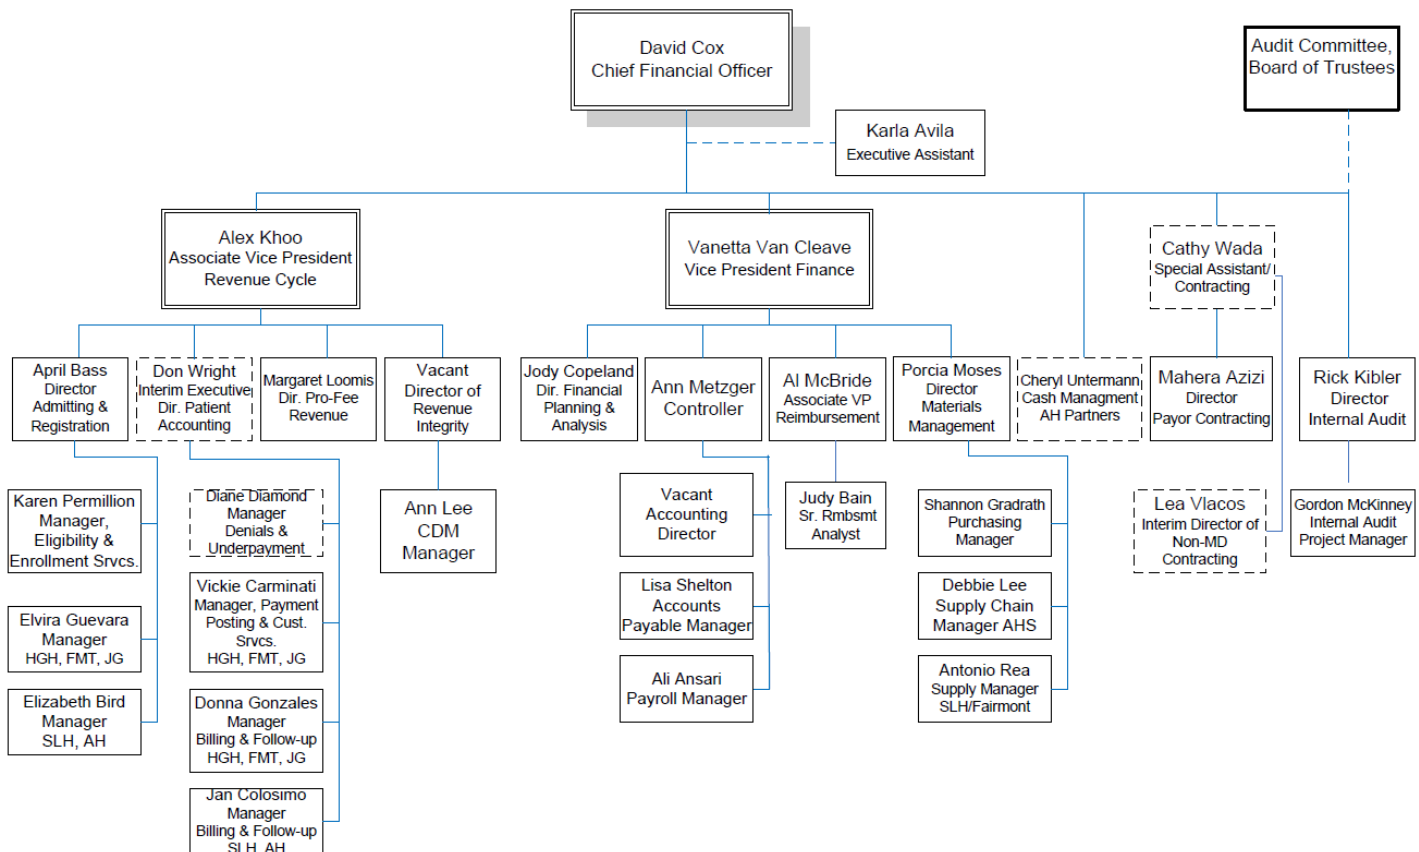 David Cox
Chief Financial Officer
Audit Committee,
Board of Trustees
Karla Avila
Executive Assistant
Alex Khoo
Associate Vice President
Revenue Cycle
Vanetta Van Cleave
Vice President Finance
Cathy Wada
Special Assistant/
Contracting
April Bass
Director
Admitting &
Registration
Don Wright
Interim Executive
Dir. Patient
Accounting
Margaret Loomis
Dir. Pro-Fee
Revenue
Vacant
Director of
Revenue
Integrity
Jody Copeland
Dir. Financial
Planning &
Analysis
Ann Metzger
Controller
Al McBride
Associate VP
Reimbursement
Porcia Moses
Director
Materials
Management
Cheryl Untermann
Cash Managment
AH Partners
Mahera Azizi
Director
Payor Contracting
Rick Kibler
Director
Internal Audit
Karen Permillion
Manager,
Eligibility &
Enrollment Srvcs.
Diane Diamond
Manager
Denials &
Underpayment
Ann Lee
CDM
Manager
Vacant
Accounting
Director
Judy Bain
Sr. Rmbsmt
Analyst
Shannon Gradrath
Purchasing
Manager
Lea Vlacos
Interim Director of
Non-MD
Contracting
Gordon McKinney
Internal Audit
Project Manager
Elvira Guevara
Manager
HGH, FMT, JG
Vickie Carminati
Manager, Payment
Posting & Cust.
Srvcs.
HGH, FMT, JG
Lisa Shelton
Accounts
Payable Manager
Debbie Lee
Supply Chain
Manager AHS
Elizabeth Bird
Manager
SLH, AH
Donna Gonzales
Manager
Billing & Follow-up
HGH, FMT, JG
Ali Ansari
Payroll Manager
Antonio Rea
Supply Manager
SLH/Fairmont
Jan Colosimo
Manager
Billing & Follow-up
SLH, AH